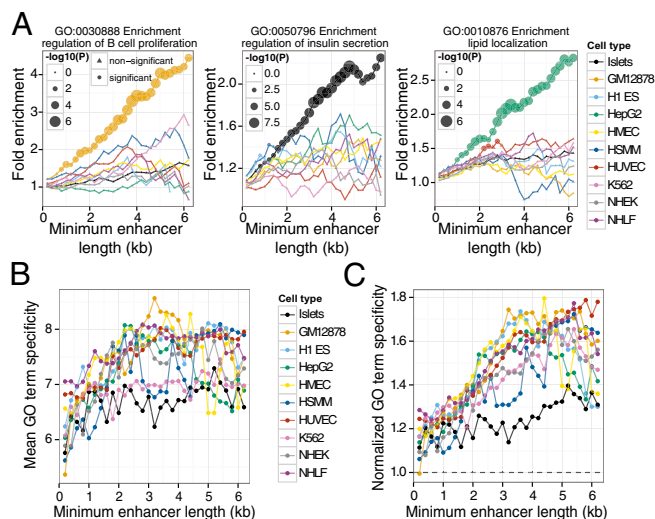 A
GO:0030888 Enrichment
regulation of B cell proliferation
GO:0050796 Enrichment
regulation of insulin secretion
GO:0010876 Enrichment
lipid localization
Fold enrichment
4
3
2
1
-log10(P)
0
2
4
6
non-significant
significant
0 2 4 6
Minimum enhancer
length (kb)
Fold enrichment
2.2
1.7
1.2
-log10(P)
0.0
2.5
5.0
7.5
0 2 4 6
Minimum enhancer
length (kb)
Fold enrichment
2.5
2.0
1.5
1.0
-log10(P)
0
2
4
6
0 2 4 6
Minimum enhancer
length (kb)
Cell type
Islets
GM12878
H1 ES
HepG2
HMEC
HSMM
HUVEC
K562
NHEK
NHLF
B
Mean GO term specificity
8
7
6
0 1 2 3 4 5 6
Minimum enhancer length (kb)
Cell type
Islets
GM12878
H1 ES
HepG2
HMEC
HSMM
HUVEC
K562
NHEK
NHLF
C
Normalized GO term specificity
1.8
1.6
1.4
1.2
1.0
0 1 2 3 4 5 6
Minimum enhancer length (kb)